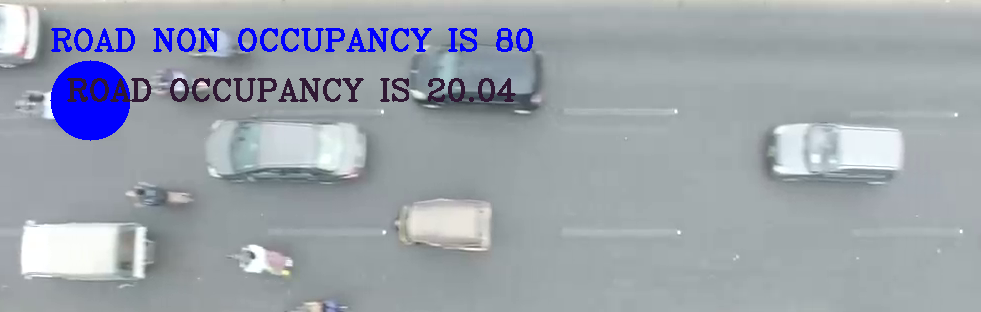 ROAD NON OCCUPANCY IS 80
ROAD OCCUPANCY IS 20.04